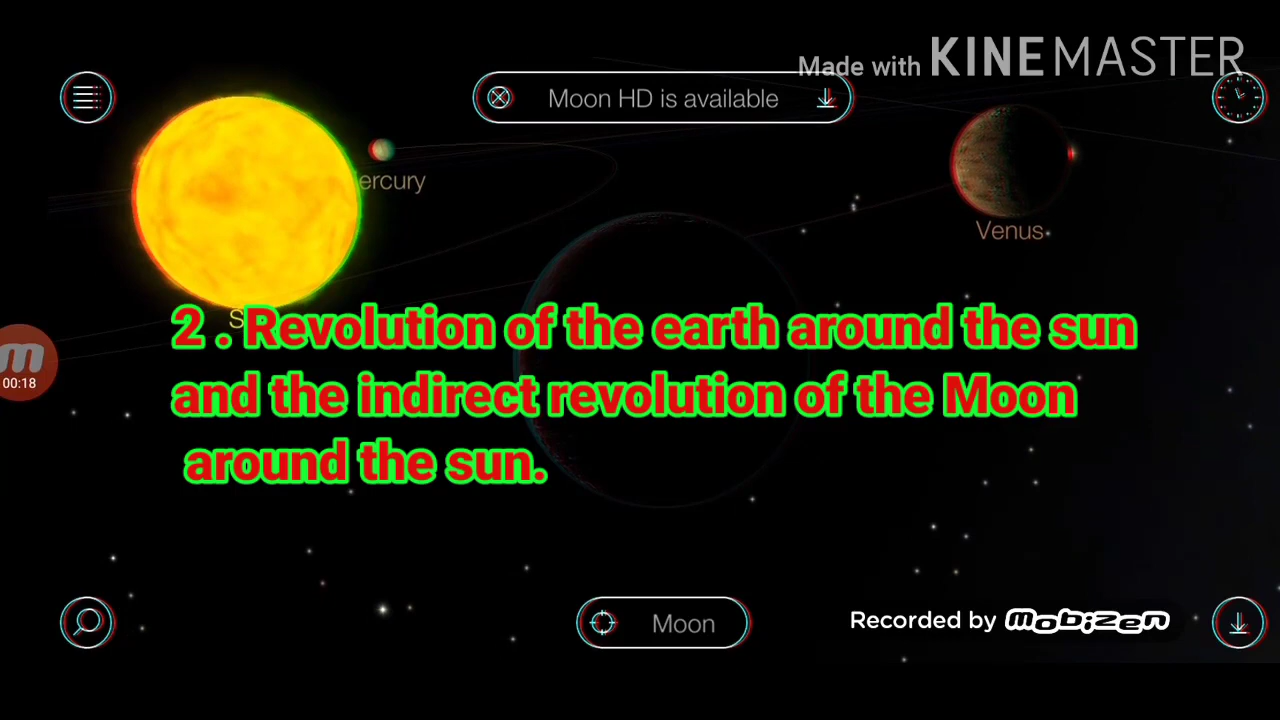 Made with KINEMASTER
Moon HD is available
ercury
Venus
S
2 . Revolution of the earth around the sun
and the indirect revolution of the Moon
around the sun.
00:18
Moon
Recorded by mobizen